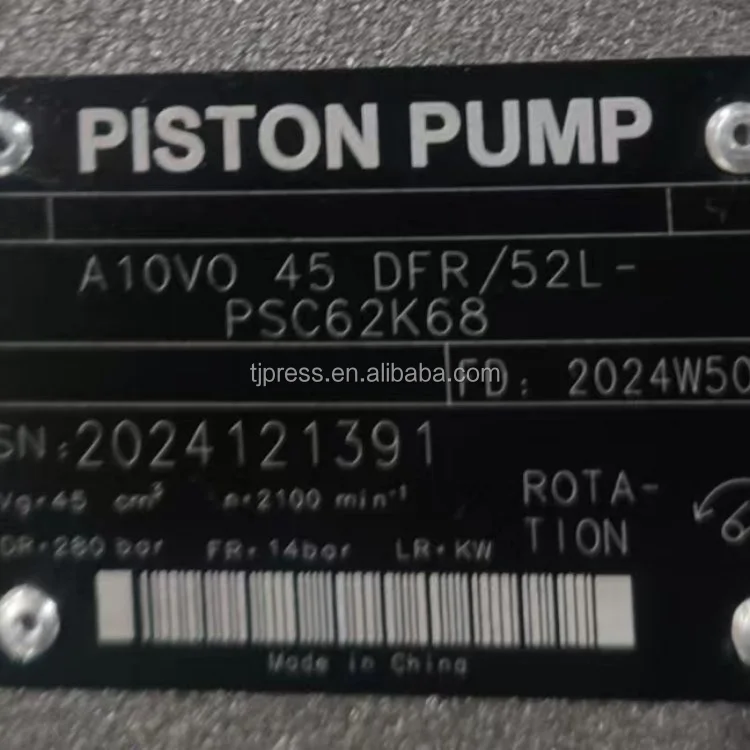 PISTON PUMP
A10VO 45 DFR/52L-
PSC62K68
tjpress.en.alibaba.com
FD: 2024W50
SN:2024121391
Vg=45 cm³ n=2100 min⁻¹
ROTA-
TION
DR=280 bar FR=14bar LR=KW
Made in China